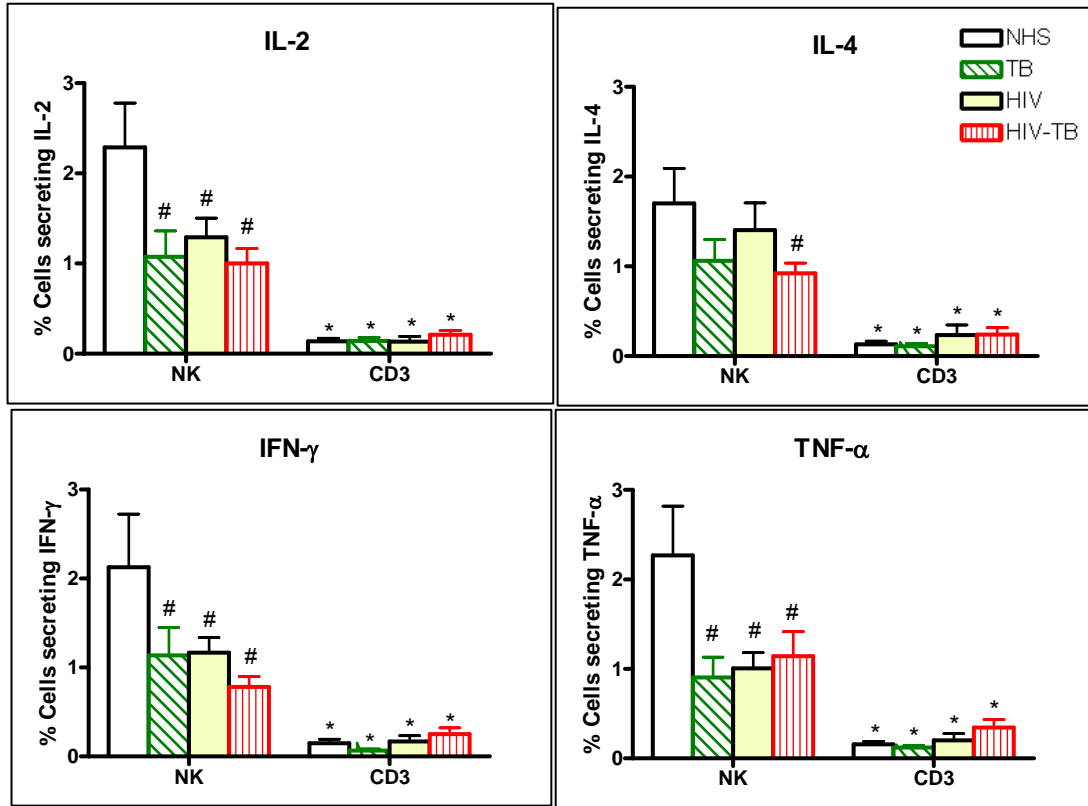 IL-2
% Cells secreting IL-2
3
2
1
0
# # #
* * * *
NK CD3
IL-4
NHS
TB
HIV
HIV-TB
% Cells secreting IL-4
3
2
1
0
#
* * * *
NK CD3
IFN-γ
% Cells secreting IFN-γ
3
2
1
0
# # #
* * * *
NK CD3
TNF-α
% Cells secreting TNF-α
3
2
1
0
# # #
* * * *
NK CD3